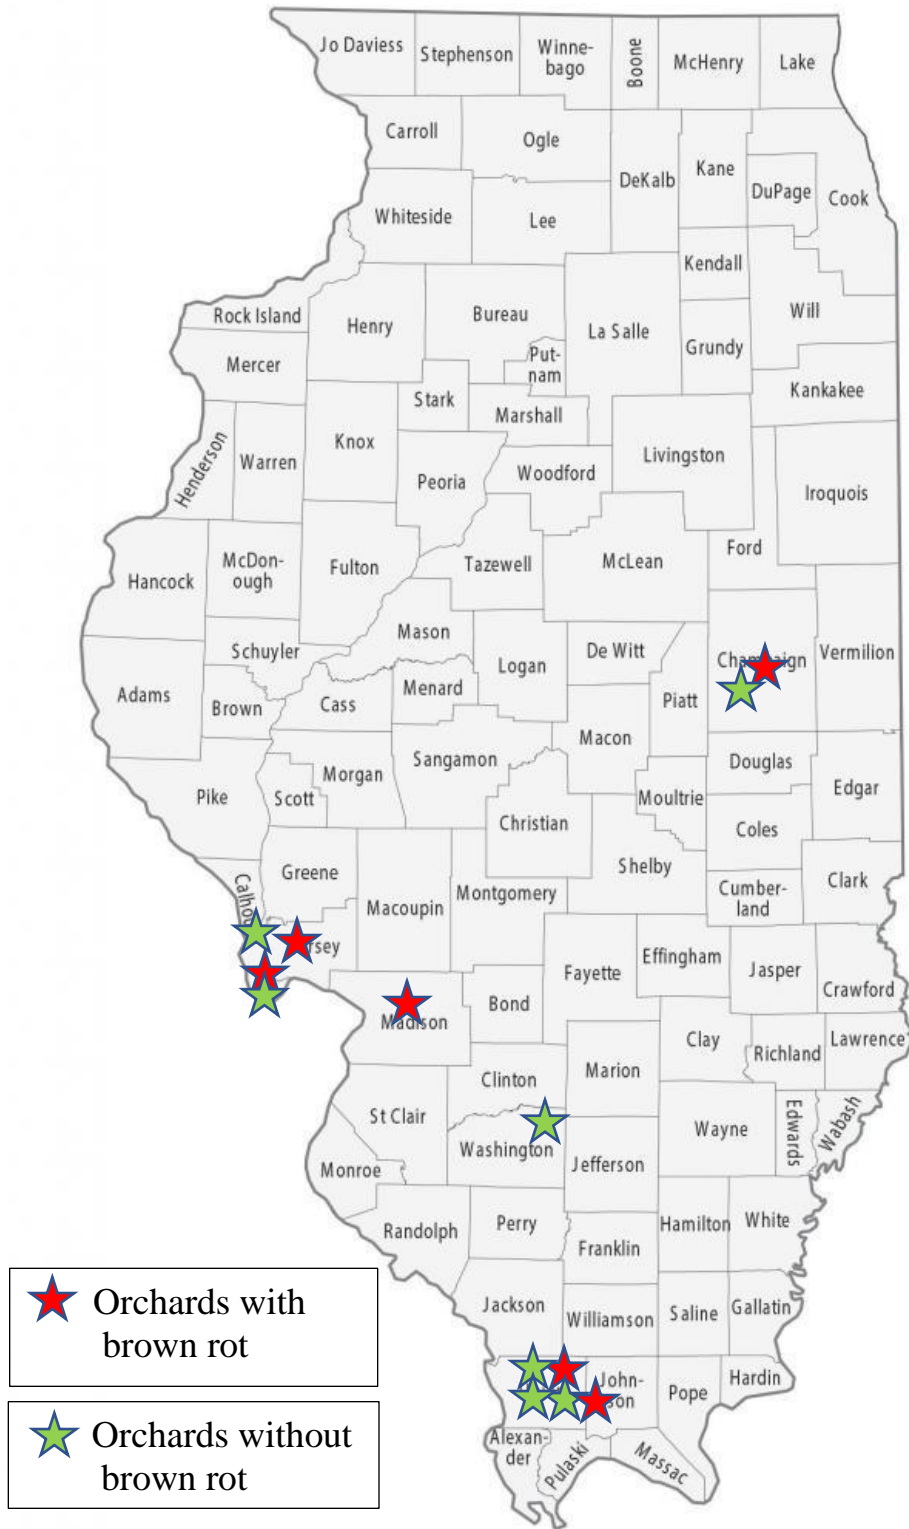 Jo Daviess
Stephenson
Winne-
bago
Boone
McHenry
Lake
Carroll
Ogle
DeKalb
Kane
DuPage
Cook
Whiteside
Lee
Kendall
Rock Island
Henry
Bureau
La Salle
Will
Grundy
Mercer
Put-
nam
Kankakee
Stark
Marshall
Henderson
Warren
Knox
Peoria
Woodford
Livingston
Iroquois
Hancock
McDon-
ough
Fulton
Tazewell
McLean
Ford
Schuyler
Mason
Logan
De Witt
Champaign
Vermilion
Adams
Brown
Cass
Menard
Piatt
Macon
Sangamon
Morgan
Scott
Pike
Douglas
Edgar
Moultrie
Christian
Coles
Shelby
Greene
Calhou
Macoupin
Montgomery
Cumber-
land
Clark
rsey
Fayette
Effingham
Jasper
Crawford
Madison
Bond
Clay
Richland
Lawrence
Marion
Clinton
St Clair
Washington
Jefferson
Wayne
Edwards
Wabash
Monroe
Randolph
Perry
Hamilton
White
Franklin
Jackson
Williamson
Saline
Gallatin
John-
son
Pope
Hardin
Alexan-
der
Pulaski
Massac
Orchards with
brown rot
Orchards without
brown rot